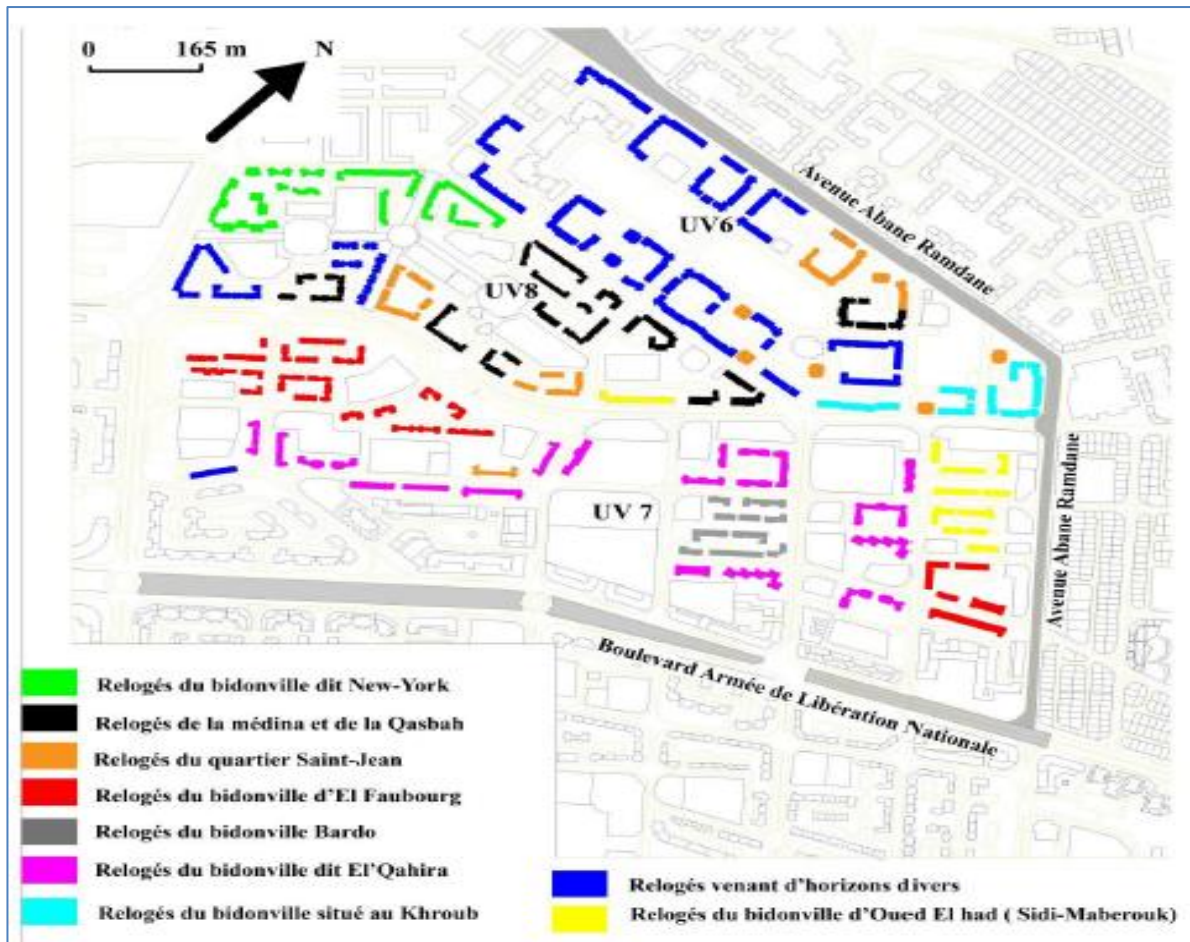 0 165 m
N
Avenue Abane Ramdane
UV6
UV8
UV 7
Avenue Abane Ramdane
Boulevard Armée de Libération Nationale
Relogés du bidonville dit New-York
Relogés de la médina et de la Qasbah
Relogés du quartier Saint-Jean
Relogés du bidonville d'El Faubourg
Relogés du bidonville Bardo
Relogés du bidonville dit El'Qahira
Relogés du bidonville situé au Khroub
Relogés venant d'horizons divers
Relogés du bidonville d'Oued El had ( Sidi-Maberouk)